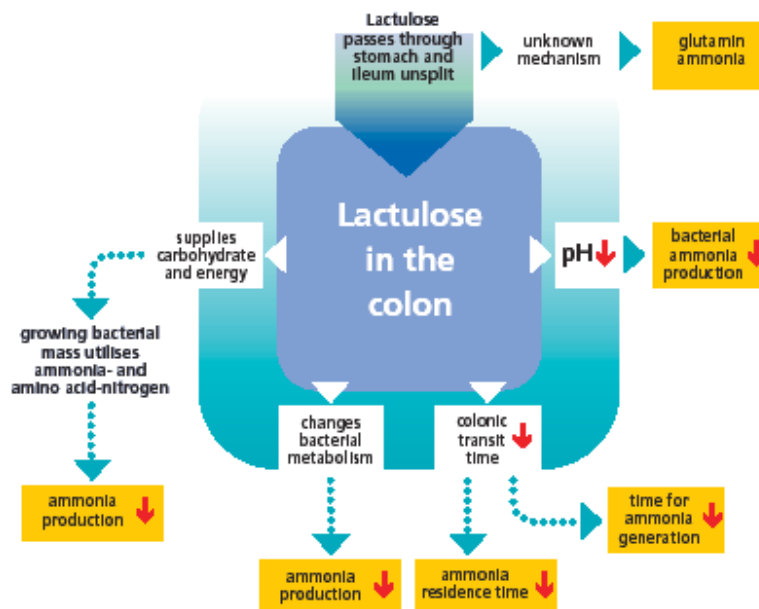 Lactulose
passes through
stomach and
ileum unsplit
unknown
mechanism
glutamin
ammonia
Lactulose
in the
colon
supplies
carbohydrate
and energy
pH
bacterial
ammonia
production
growing bacterial
mass utilises
ammonia- and
amino acid-nitrogen
changes
bacterial
metabolism
colonic
transit
time
ammonia
production
time for
ammonia
generation
ammonia
production
ammonia
residence time